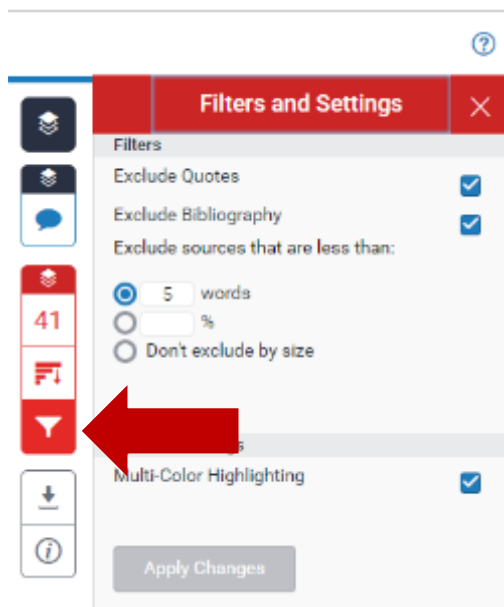 Filters and Settings
Filters
Exclude Quotes
Exclude Bibliography
Exclude sources that are less than:
5 words
41
%
Don't exclude by size
Multi-Color Highlighting
Apply Changes